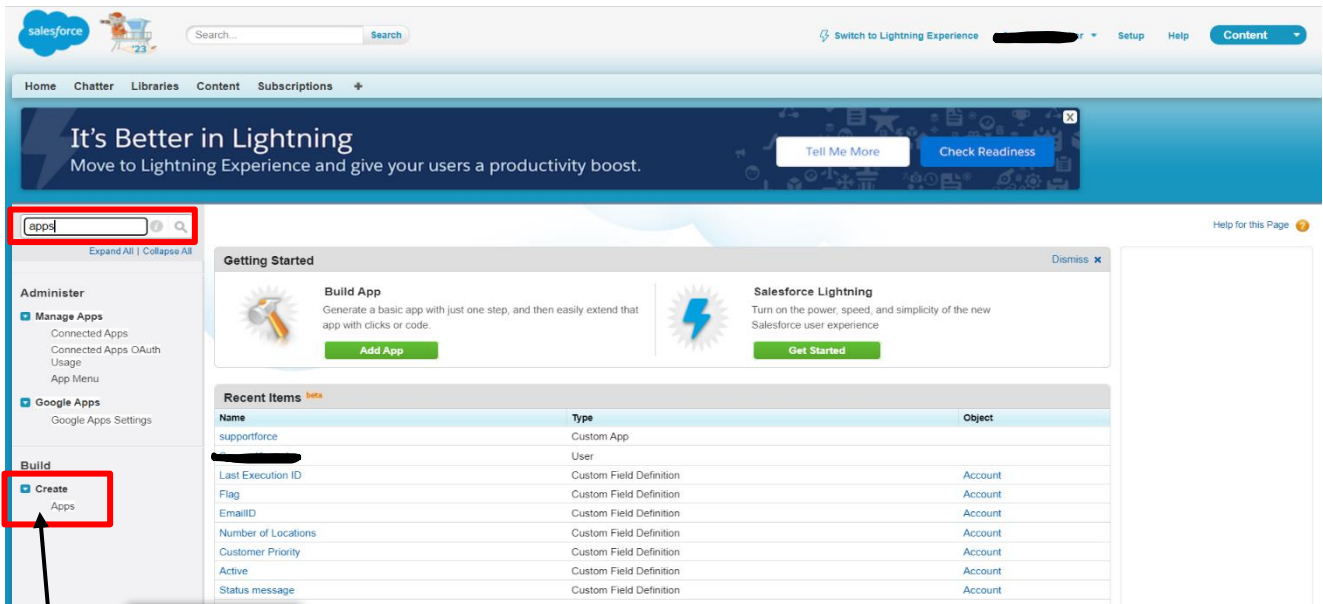 salesforce
'23
Search...
Search
Switch to Lightning Experience
r
Setup
Help
Content
Home Chatter Libraries Content Subscriptions +
It's Better in Lightning
Move to Lightning Experience and give your users a productivity boost.
Tell Me More
Check Readiness
X
apps
i
Help for this Page ?
Expand All | Collapse All
Administer
Manage Apps
Connected Apps
Connected Apps OAuth
Usage
App Menu
Google Apps
Google Apps Settings
Build
Create
Apps
Getting Started
Dismiss x
Build App
Generate a basic app with just one step, and then easily extend that
app with clicks or code.
Add App
Salesforce Lightning
Turn on the power, speed, and simplicity of the new
Salesforce user experience
Get Started
Recent Items beta
Name Type Object
supportforce Custom App
User
Last Execution ID Custom Field Definition Account
Flag Custom Field Definition Account
EmailID Custom Field Definition Account
Number of Locations Custom Field Definition Account
Customer Priority Custom Field Definition Account
Active Custom Field Definition Account
Status message Custom Field Definition Account